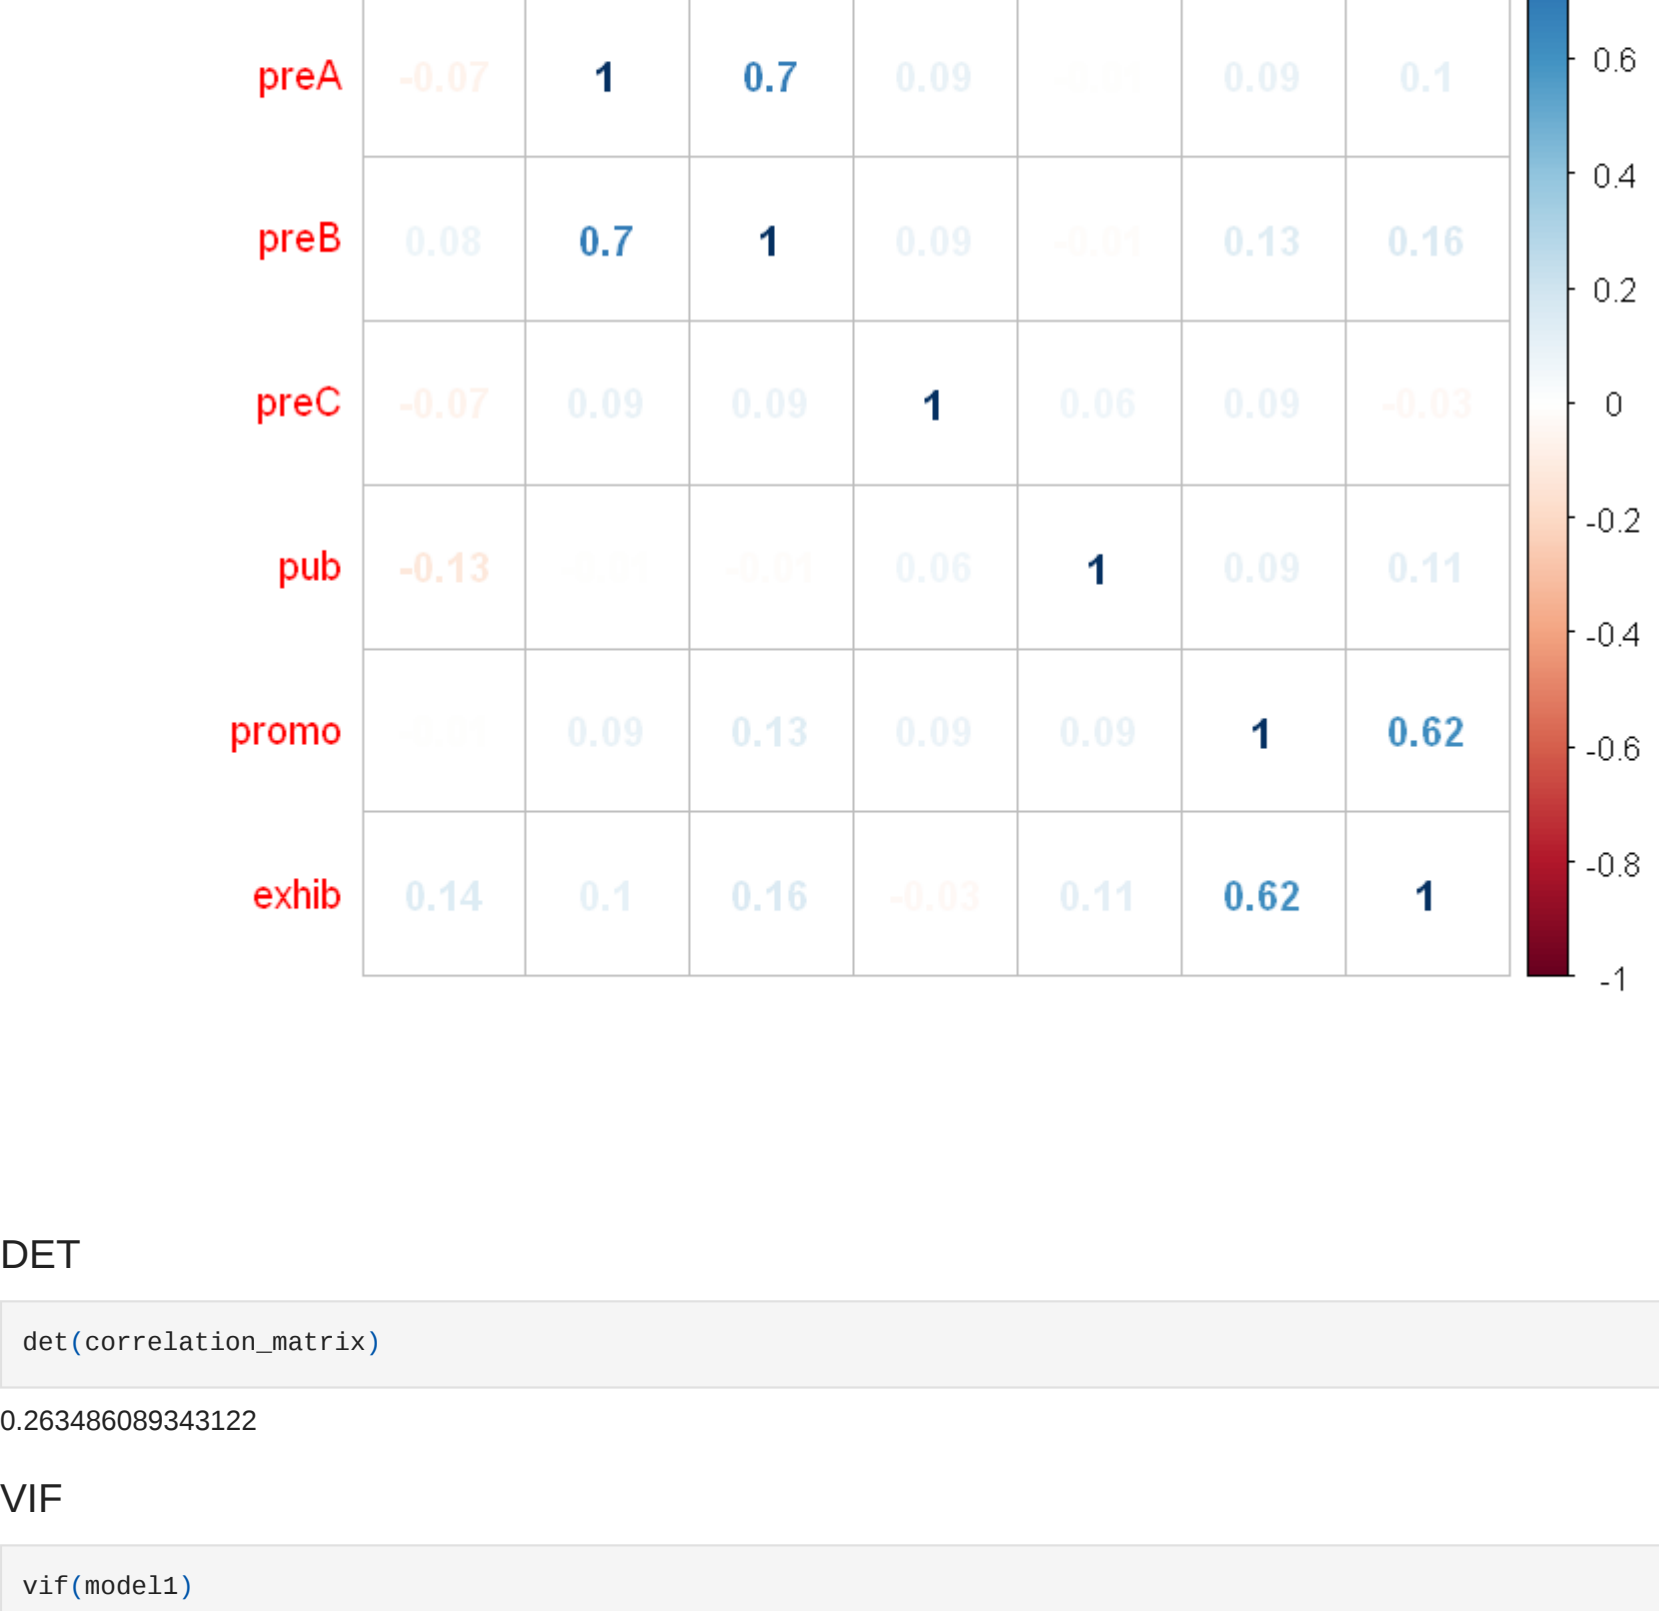 0.6
preA -0.07 1 0.7 0.09 0.09 0.1
0.4
preB 0.08 0.7 1 0.09 -0.01 0.13 0.16
0.2
preC -0.07 0.09 0.09 1 0.06 0.09 -0.03
0
-0.2
pub -0.13 -0.01 0.06 1 0.09 0.11
-0.4
promo 0.09 0.13 0.09 0.09 1 0.62
-0.6
-0.8
exhib 0.14 0.1 0.16 -0.03 0.11 0.62 1
-1
DET
det(correlation_matrix)
0.263486089343122
VIF
vif(model1)